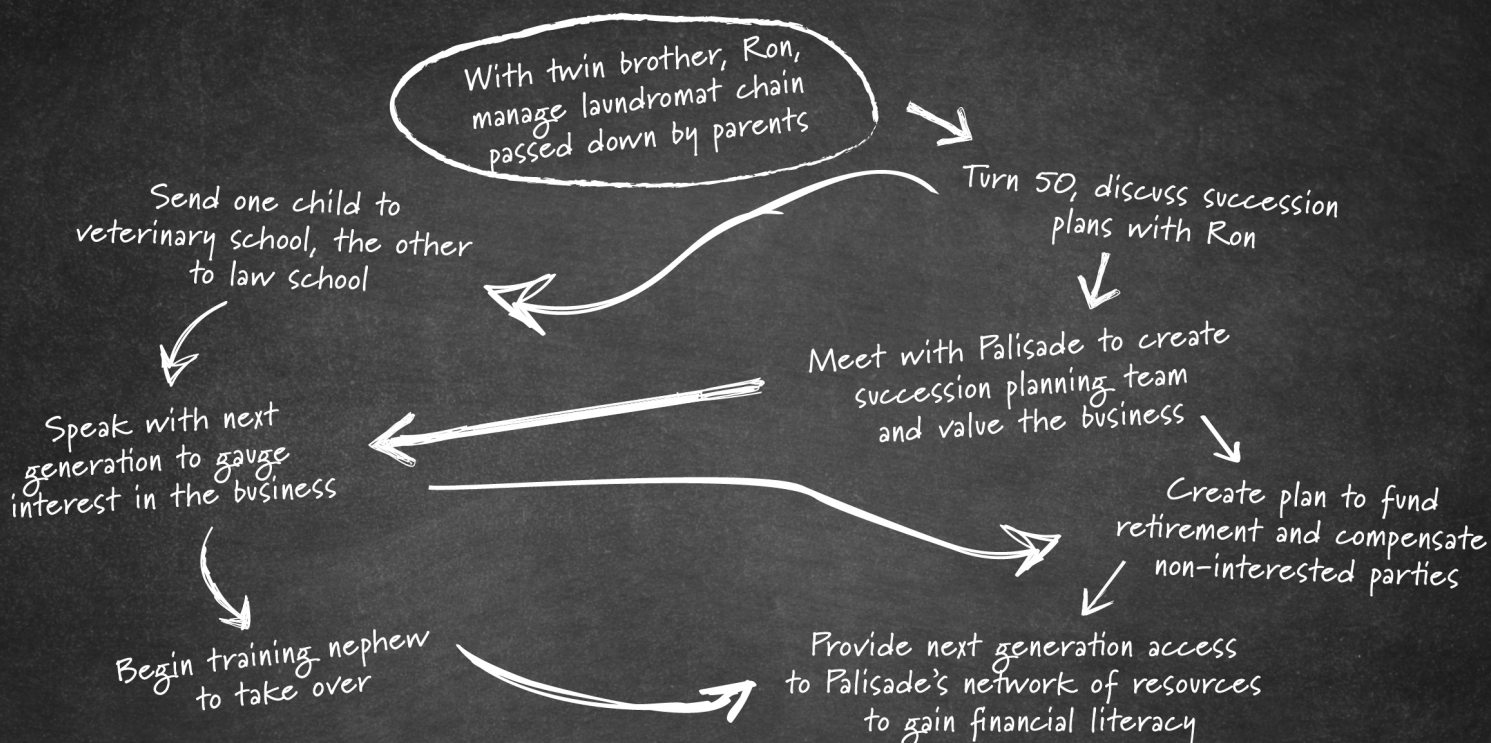 With twin brother, Ron,
manage laundromat chain
passed down by parents
Turn 50, discuss succession
plans with Ron
Send one child to
veterinary school, the other
to law school
Meet with Palisade to create
succession planning team
and value the business
Speak with next
generation to gauge
interest in the business
Create plan to fund
retirement and compensate
non-interested parties
Begin training nephew
to take over
Provide next generation access
to Palisade's network of resources
to gain financial literacy